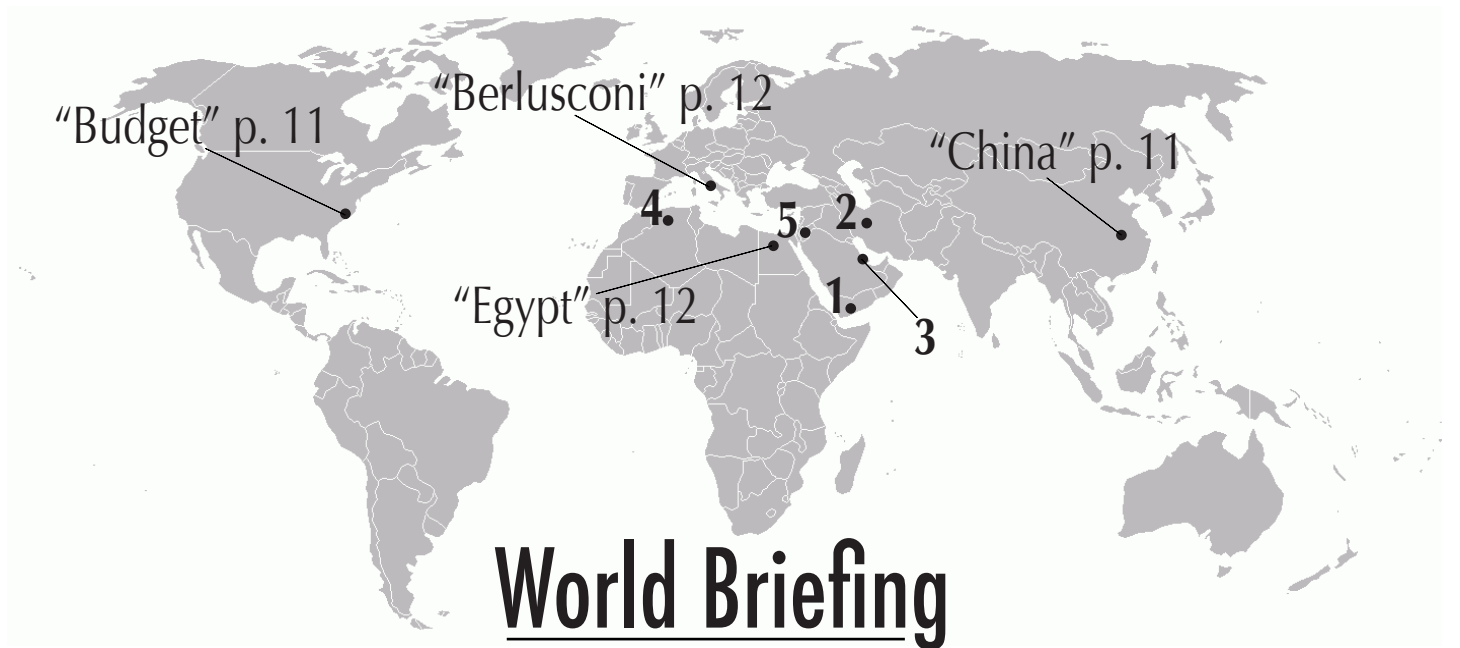 “Berlusconi” p. 12
“Budget” p. 11
“China” p. 11
4.
5.
2.
“Egypt” p. 12
1.
3
World Briefing